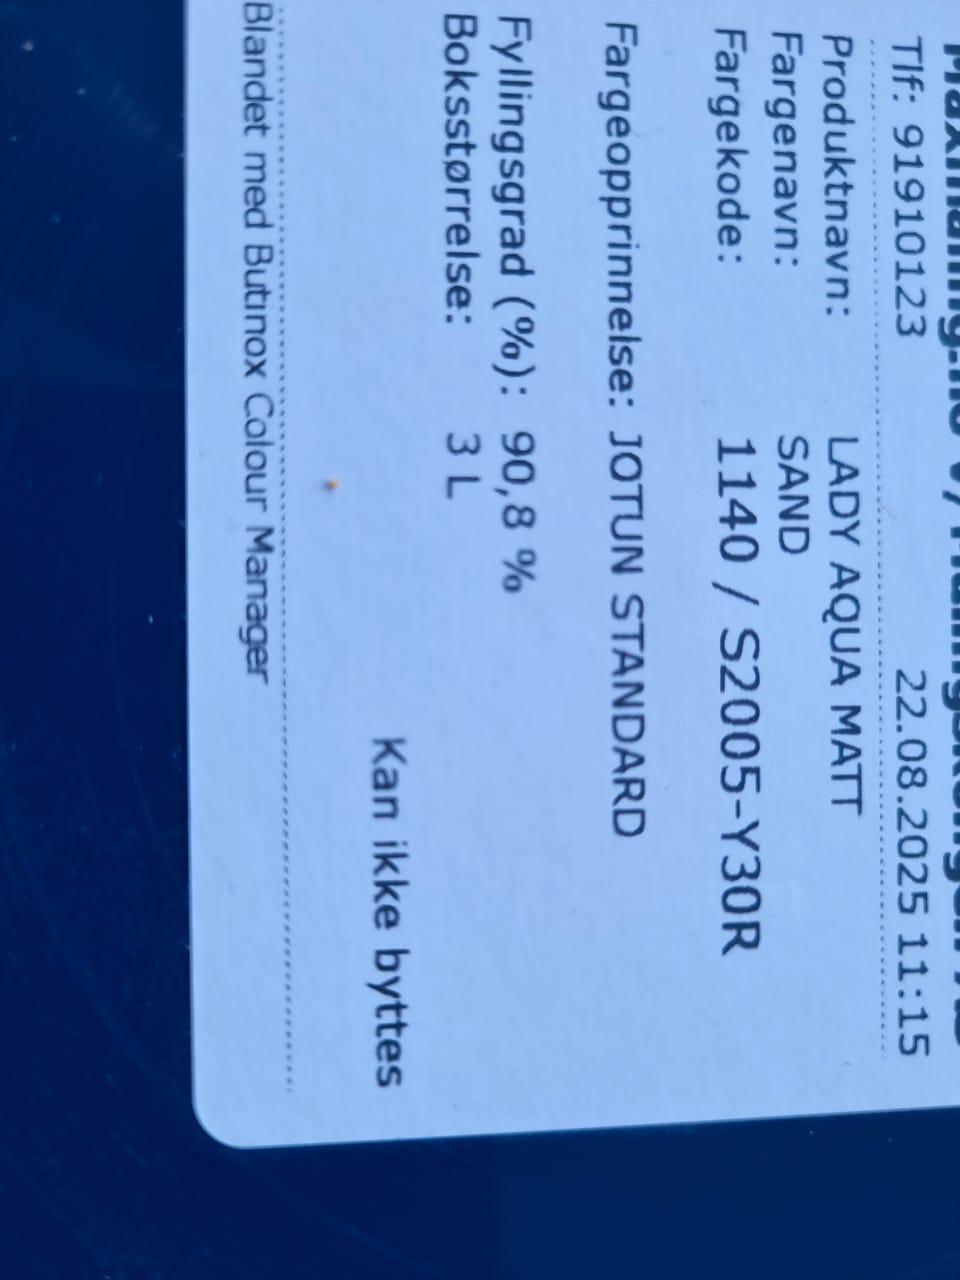 Tlf: 91910123 22.08.2025 11:15
Produktnavn: LADY AQUA MATT
Fargenavn: SAND
Fargekode: 1140 / S2005-Y30R
Fargeopprinnelse: JOTUN STANDARD
Fyllingsgrad (%): 90,8 %
Boksstørrelse: 3 L
Kan ikke byttes
Blandet med Butinox Colour Manager